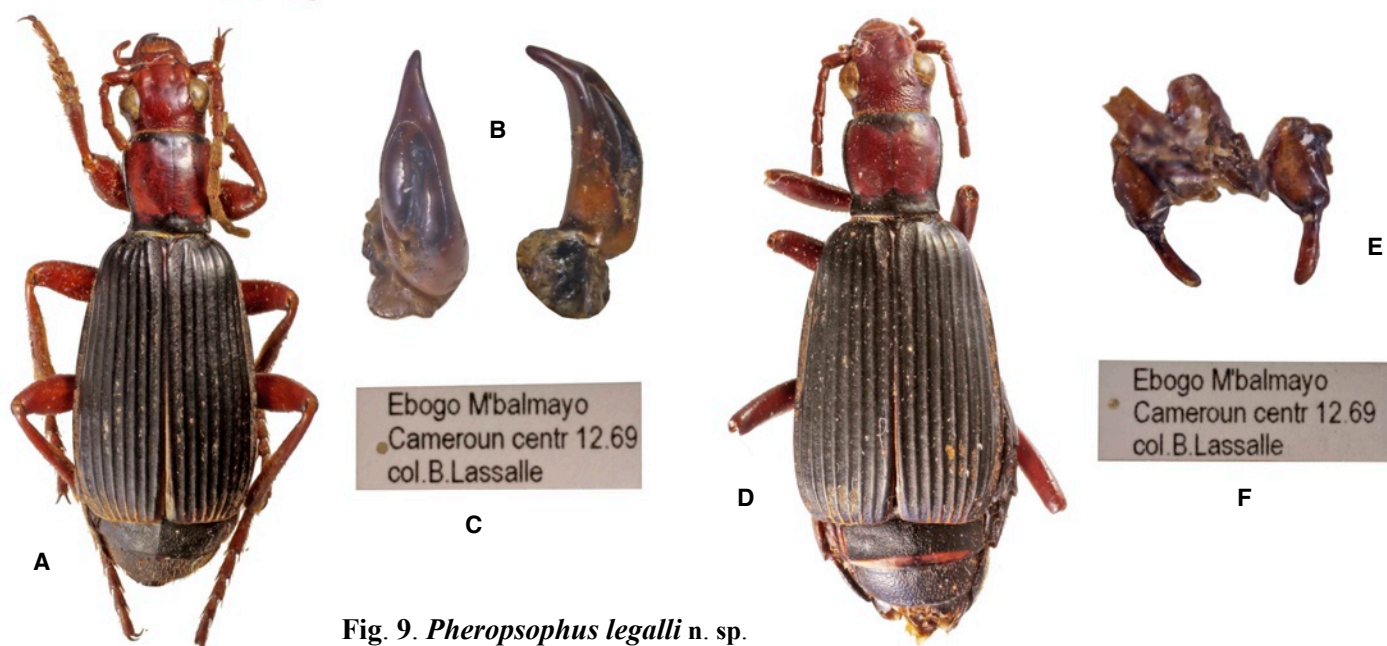 B
E
Ebogo M'balmayo
Cameroun centr 12.69
col.B.Lassalle
Ebogo M'balmayo
Cameroun centr 12.69
col.B.Lassalle
C
D
F
A
Fig. 9. Pheropsophus legalli n. sp.